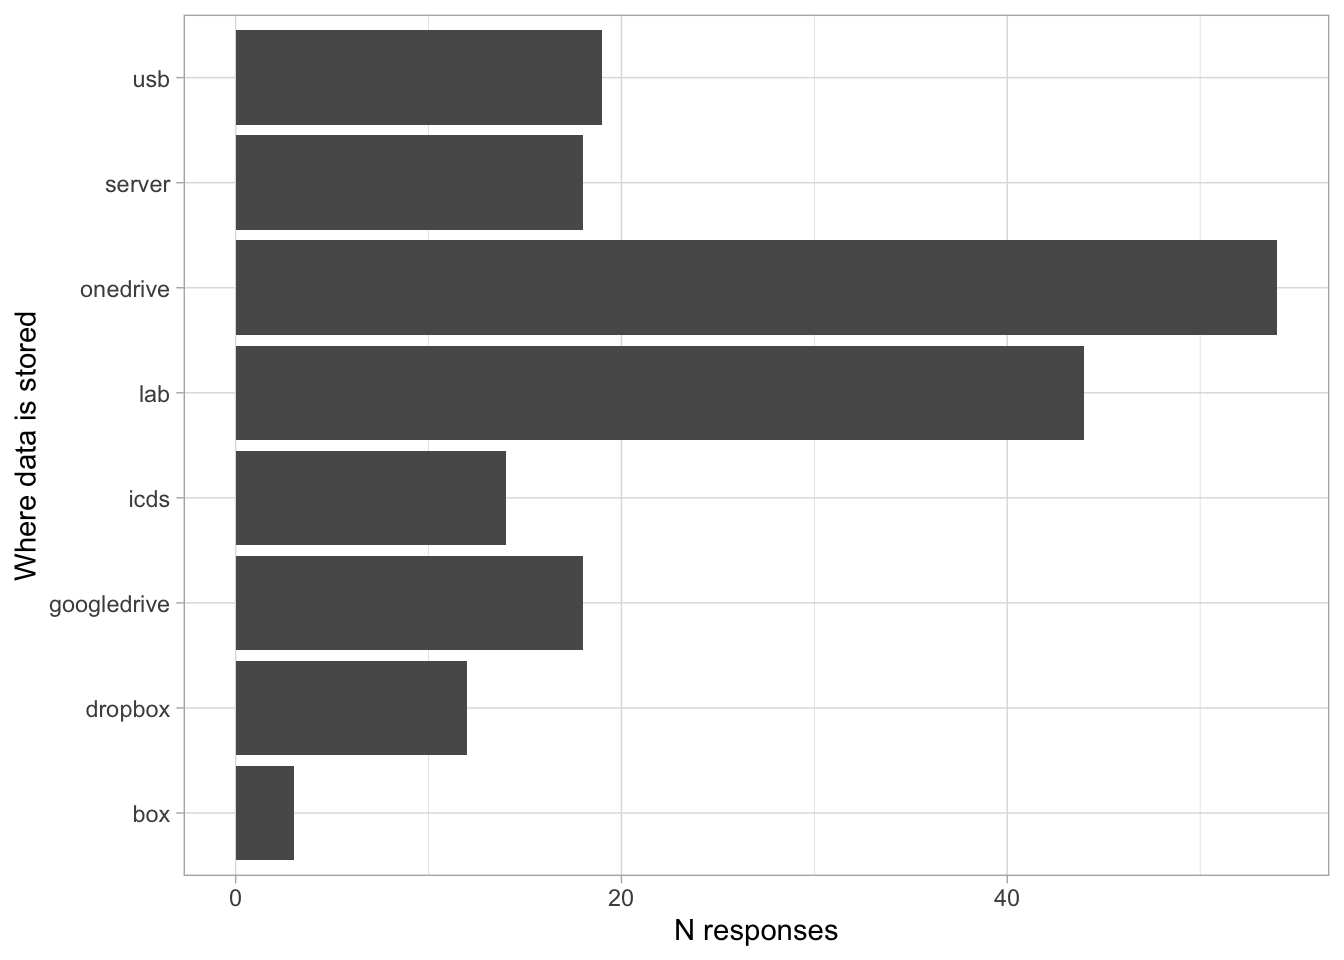 usb
server
onedrive
lab
icds
googledrive
dropbox
box
Where data is stored
0 20 40
N responses